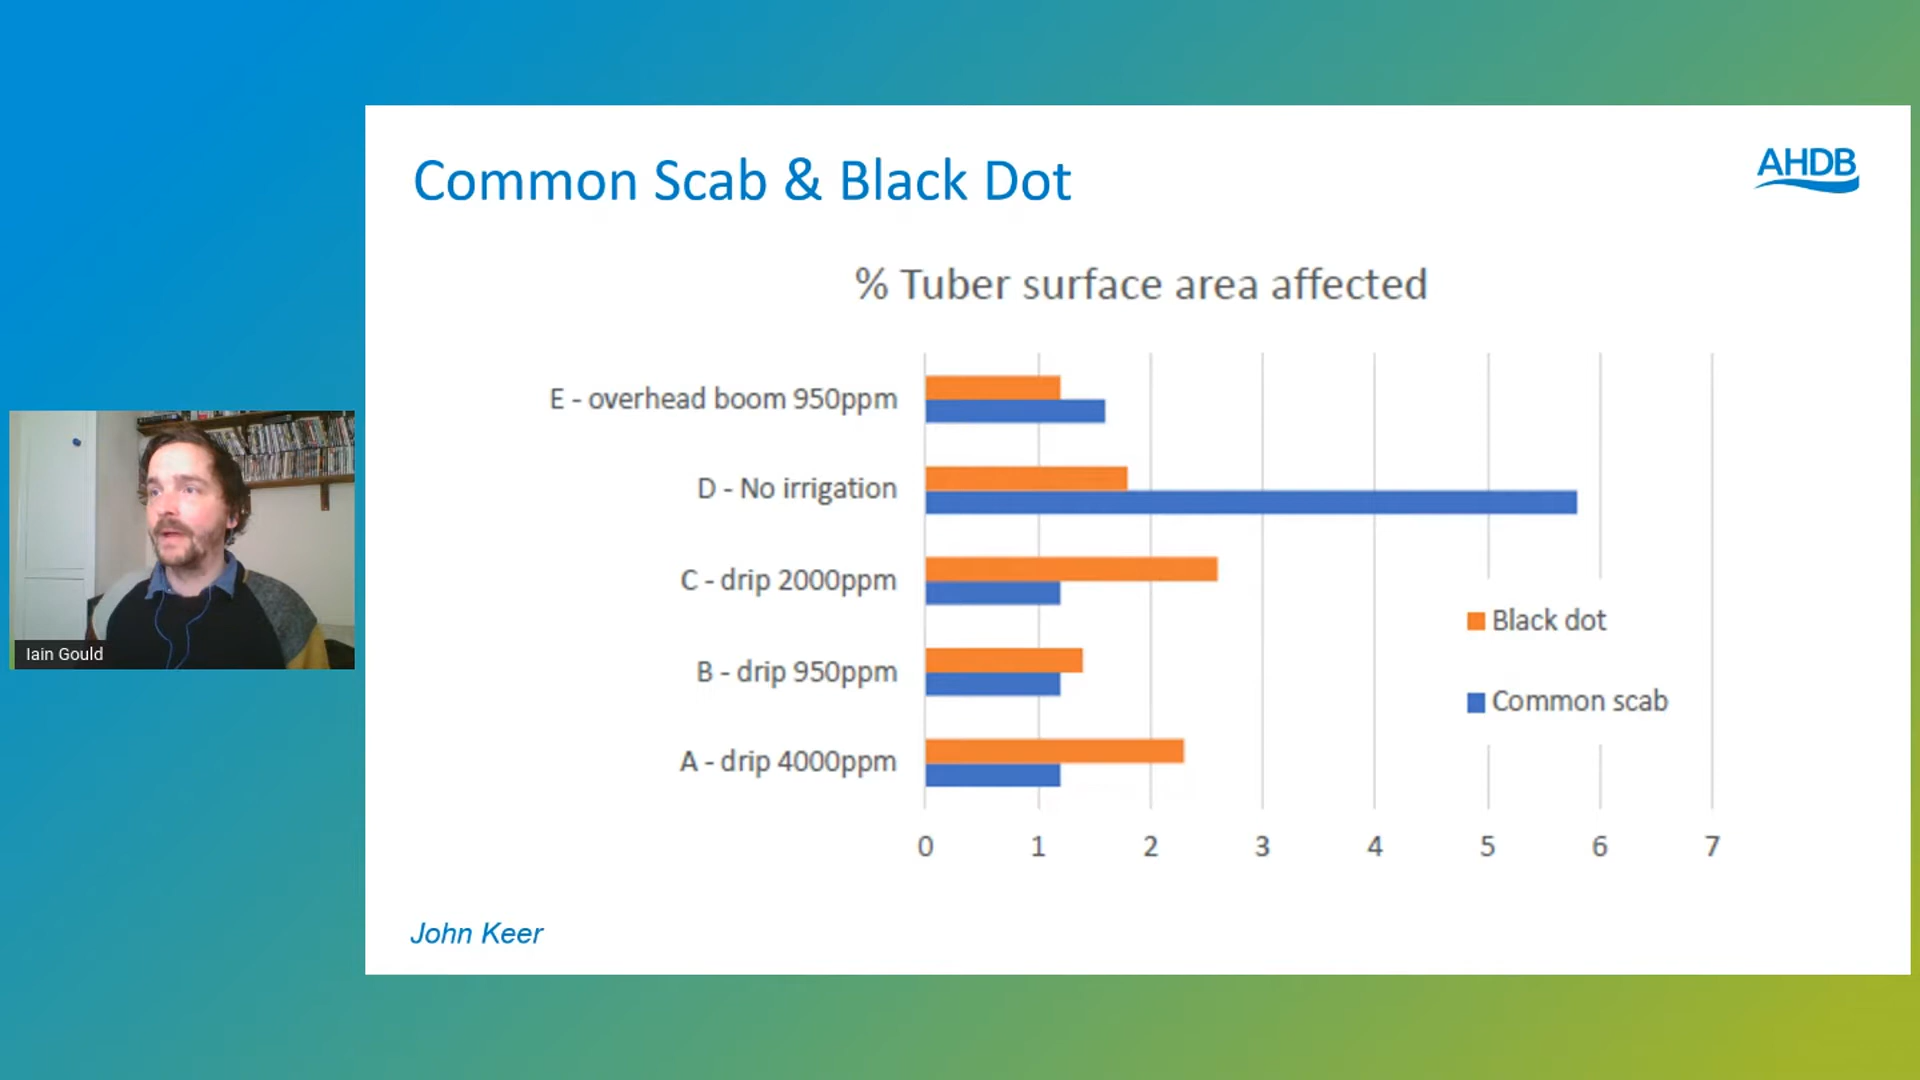 Common Scab & Black Dot
AHDB
% Tuber surface area affected
E - overhead boom 950ppm
D - No irrigation
C - drip 2000ppm
B - drip 950ppm
A - drip 4000ppm
Black dot
Common scab
0 1 2 3 4 5 6 7
John Keer
Iain Gould